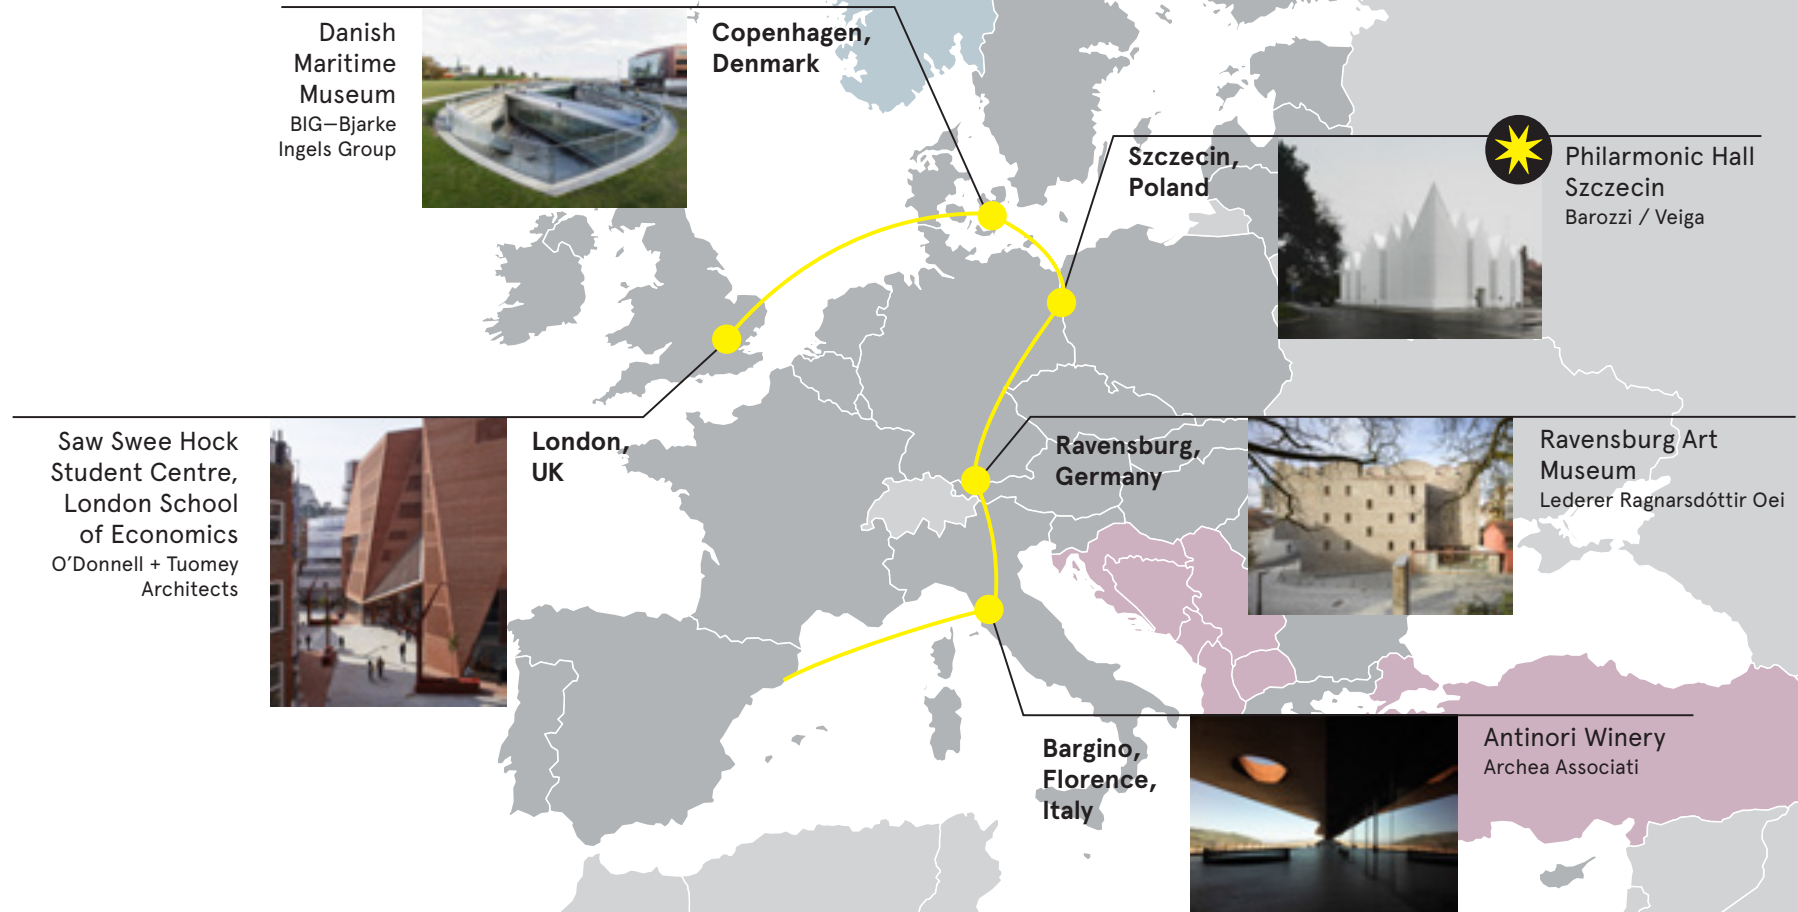 Danish
Maritime
Museum
BIG—Bjarke
Ingels Group
Copenhagen,
Denmark
Szczecin,
Poland
Philarmonic Hall
Szczecin
Barozzi / Veiga
Saw Swee Hock
Student Centre,
London School
of Economics
O’Donnell + Tuomey
Architects
London,
UK
Ravensburg,
Germany
Ravensburg Art
Museum
Lederer Ragnarsdóttir Oei
Bargino,
Florence,
Italy
Antinori Winery
Archea Associati